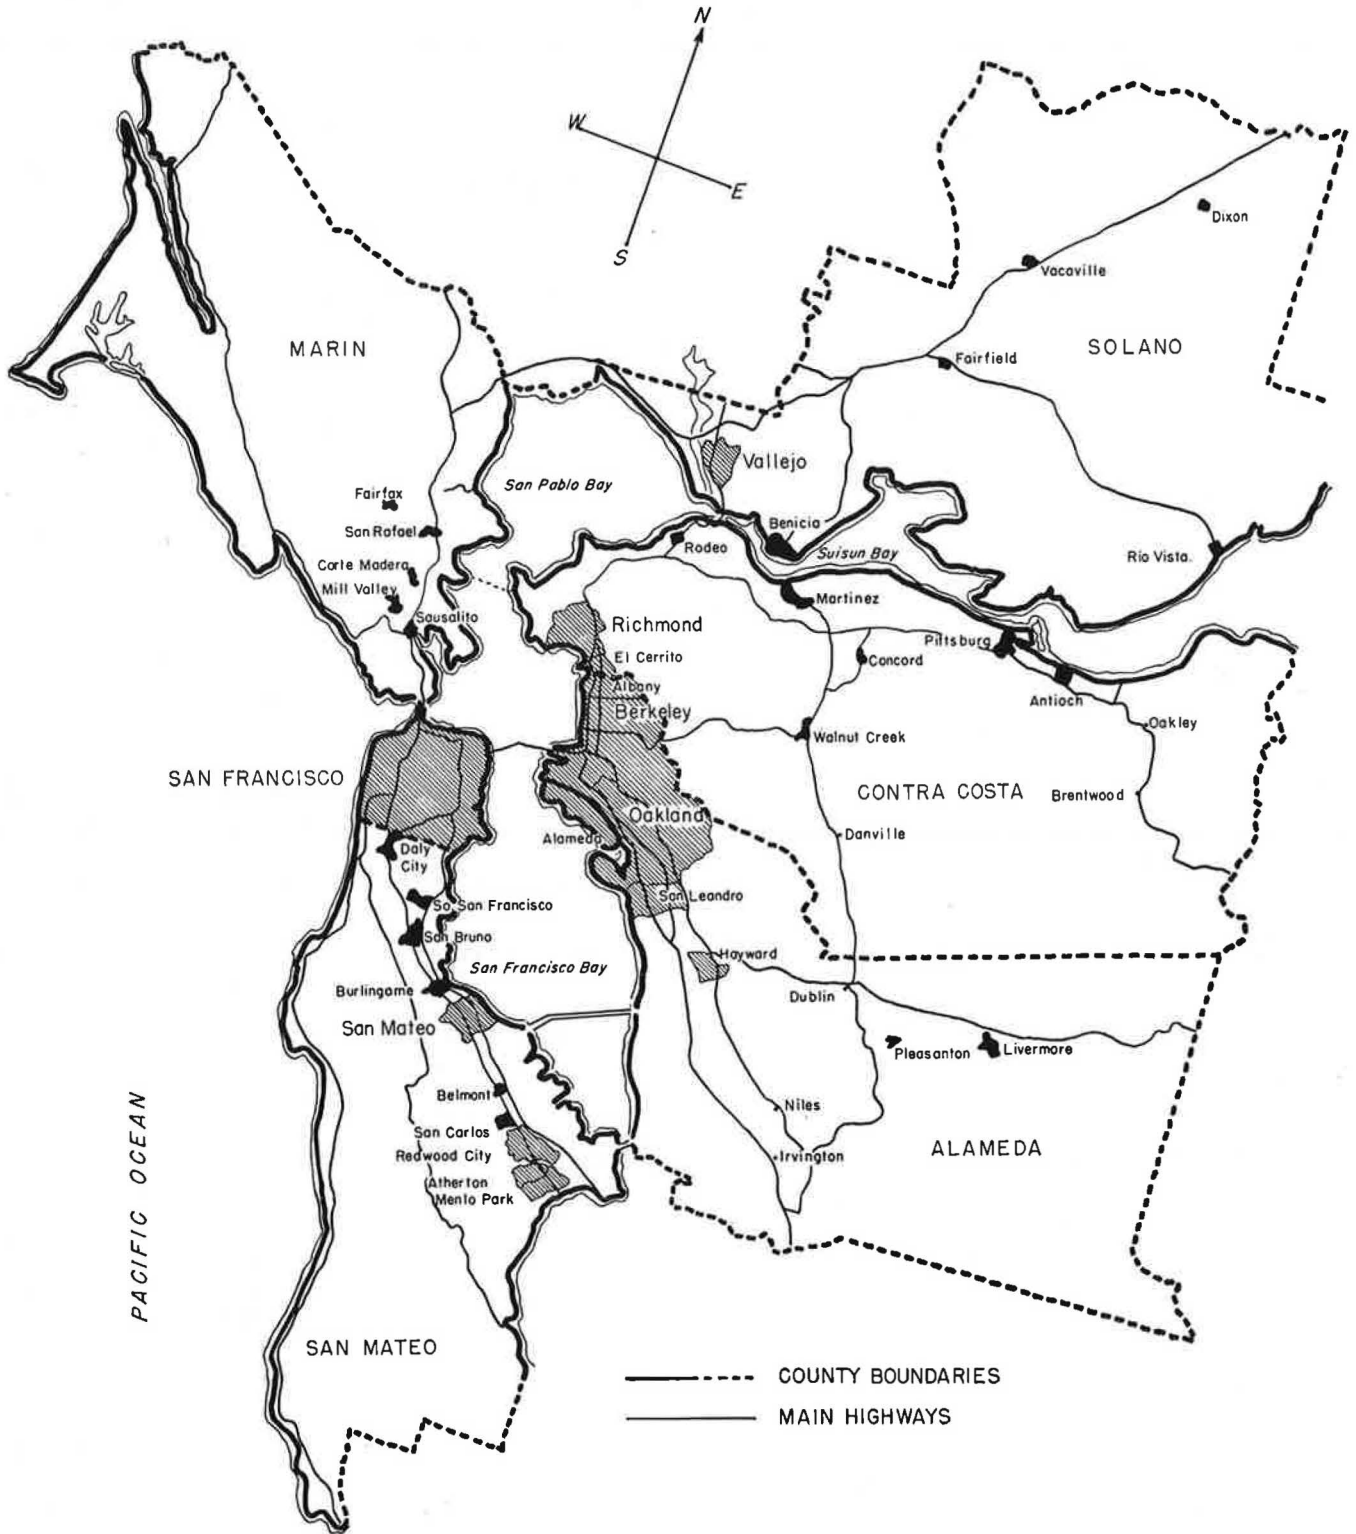 N
W
E
S
Dixon
Vacaville
MARIN
SOLANO
Fairfield
Vallejo
San Pablo Bay
Fairfax
San Rafael
Benicia
Rodeo
Suisun Bay
Rio Vista.
Corte Madera
Mill Valley
Martinez
Sausalito
Richmond
Pittsburg
El Cerrito
Concord
Albany
Antioch
Berkeley
Oakley
Walnut Creek
SAN FRANCISCO
CONTRA COSTA
Brentwood
Oakland
Alameda
Danville
Daly
City
San Leandro
So. San Francisco
San Bruno
Hayward
San Francisco Bay
Burlingame
Dublin
San Mateo
Pleasanton
Livermore
Belmont
Niles
San Carlos
Redwood City
Irvington
ALAMEDA
Atherton
Menlo Park
PACIFIC OCEAN
SAN MATEO
COUNTY BOUNDARIES
MAIN HIGHWAYS